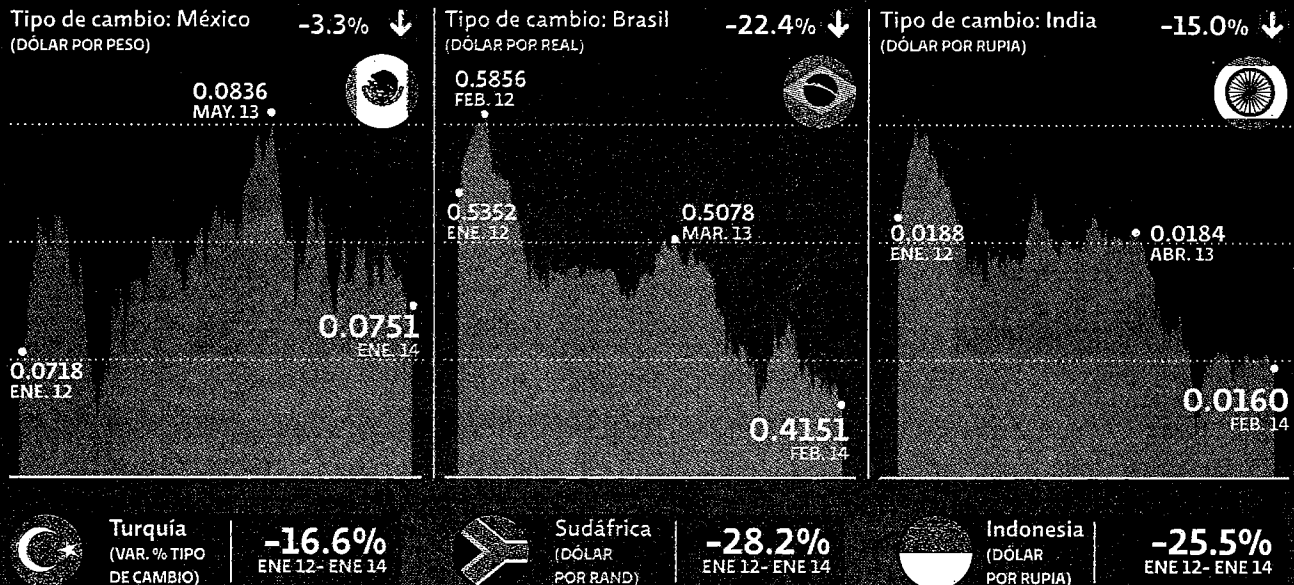 Tipo de cambio: México
-3.3%
(DÓLAR POR PESO)
0.0836
MAY. 13
0.0718
ENE. 12
0.0751
ENE. 14
Tipo de cambio: Brasil
-22.4%
(DÓLAR POR REAL)
0.5856
FEB. 12
0.5352
ENE. 12
0.5078
MAR. 13
0.4151
FEB. 14
Tipo de cambio: India
-15.0%
(DÓLAR POR RUPIA)
0.0188
ENE. 12
0.0184
ABR. 13
0.0160
FEB. 14
Turquía
(VAR. % TIPO
DE CAMBIO)
-16.6%
ENE 12- ENE 14
Sudáfrica
(DÓLAR
POR RAND)
-28.2%
ENE 12- ENE 14
Indonesia
(DÓLAR
POR RUPIA)
-25.5%
ENE 12- ENE 14